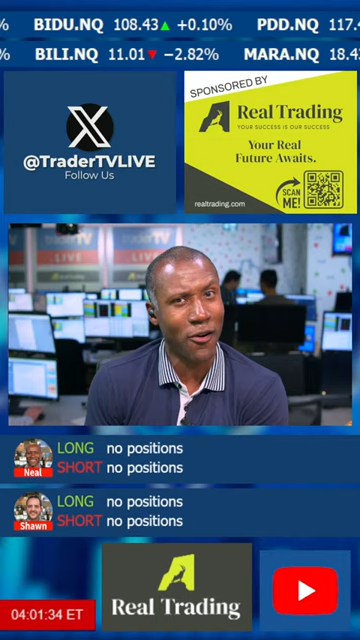 % BIDU.NQ 108.43▲ +0.10% PDD.NQ 117.4
% BILI.NQ 11.01▼ −2.82% MARA.NQ 18.4
X
@TraderTVLIVE
Follow Us
SPONSORED BY
Real Trading
YOUR SUCCESS IS OUR SUCCESS
Your Real
Future Awaits.
SCAN
ME!
realtrading.com
LIVE
LIVE
LONG no positions
SHORT no positions
Neal
LONG no positions
SHORT no positions
Shawn
04:01:34 ET
Real Trading